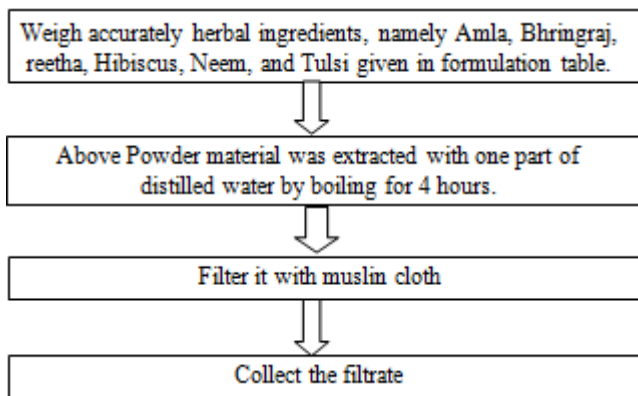 Weigh accurately herbal ingredients, namely Amla, Bhringraj,
reetha, Hibiscus, Neem, and Tulsi given in formulation table.
Above Powder material was extracted with one part of
distilled water by boiling for 4 hours.
Filter it with muslin cloth
Collect the filtrate